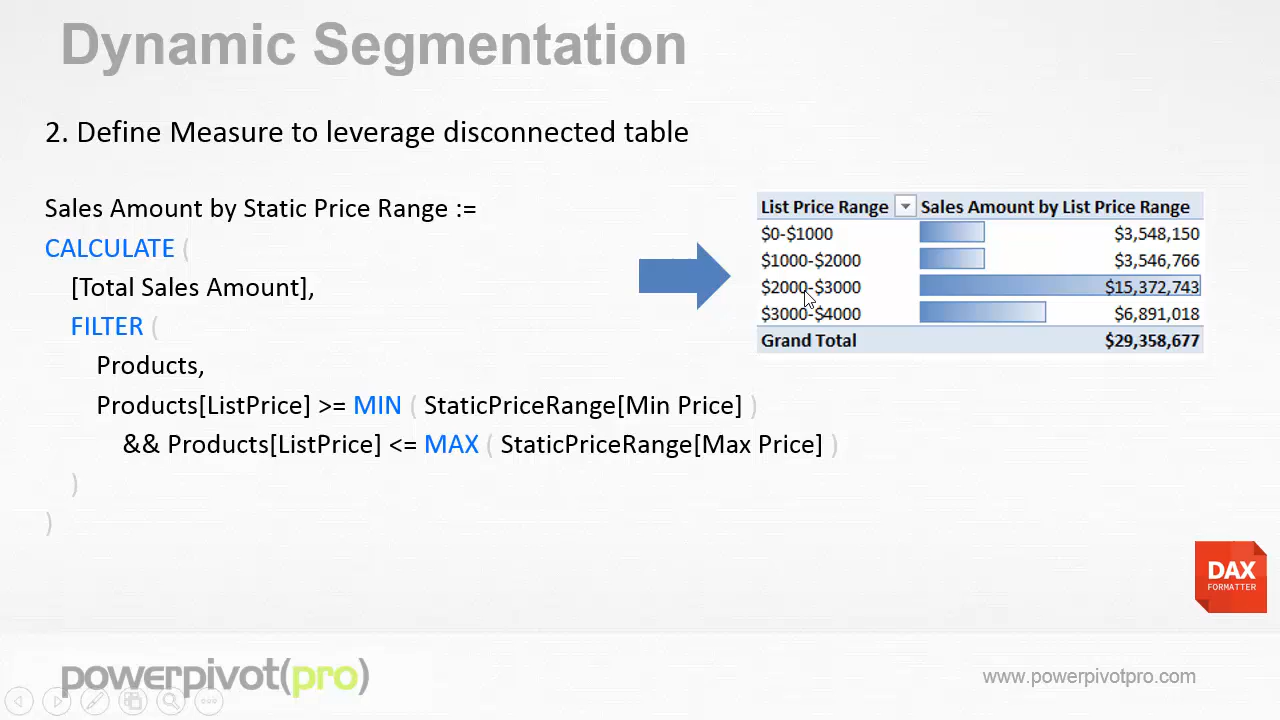 Dynamic Segmentation
2. Define Measure to leverage disconnected table
Sales Amount by Static Price Range :=
CALCULATE (
[Total Sales Amount],
FILTER (
Products,
Products[ListPrice] >= MIN ( StaticPriceRange[Min Price] )
&& Products[ListPrice] <= MAX ( StaticPriceRange[Max Price] )
)
)
List Price Range Sales Amount by List Price Range
$0-$1000 $3,548,150
$1000-$2000 $3,546,766
$2000-$3000 $15,372,743
$3000-$4000 $6,891,018
Grand Total $29,358,677
DAX
FORMATTER
powerpivot(pro)
www.powerpivotpro.com